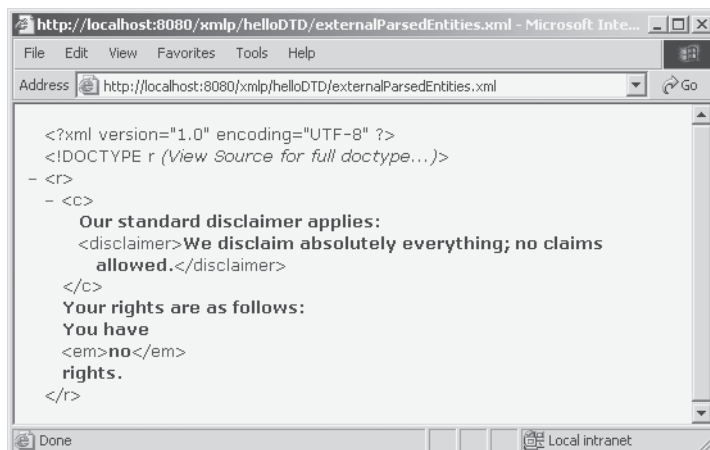 http://localhost:8080/xmlp/helloDTD/externalParsedEntities.xml - Microsoft Inte...
File Edit View Favorites Tools Help
Address http://localhost:8080/xmlp/helloDTD/externalParsedEntities.xml Go
<?xml version="1.0" encoding="UTF-8" ?>
<!DOCTYPE r (View Source for full doctype...)>
- <r>
- <c>
Our standard disclaimer applies:
<disclaimer>We disclaim absolutely everything; no claims
allowed.</disclaimer>
</c>
Your rights are as follows:
You have
<em>no</em>
rights.
</r>
Done Local intranet